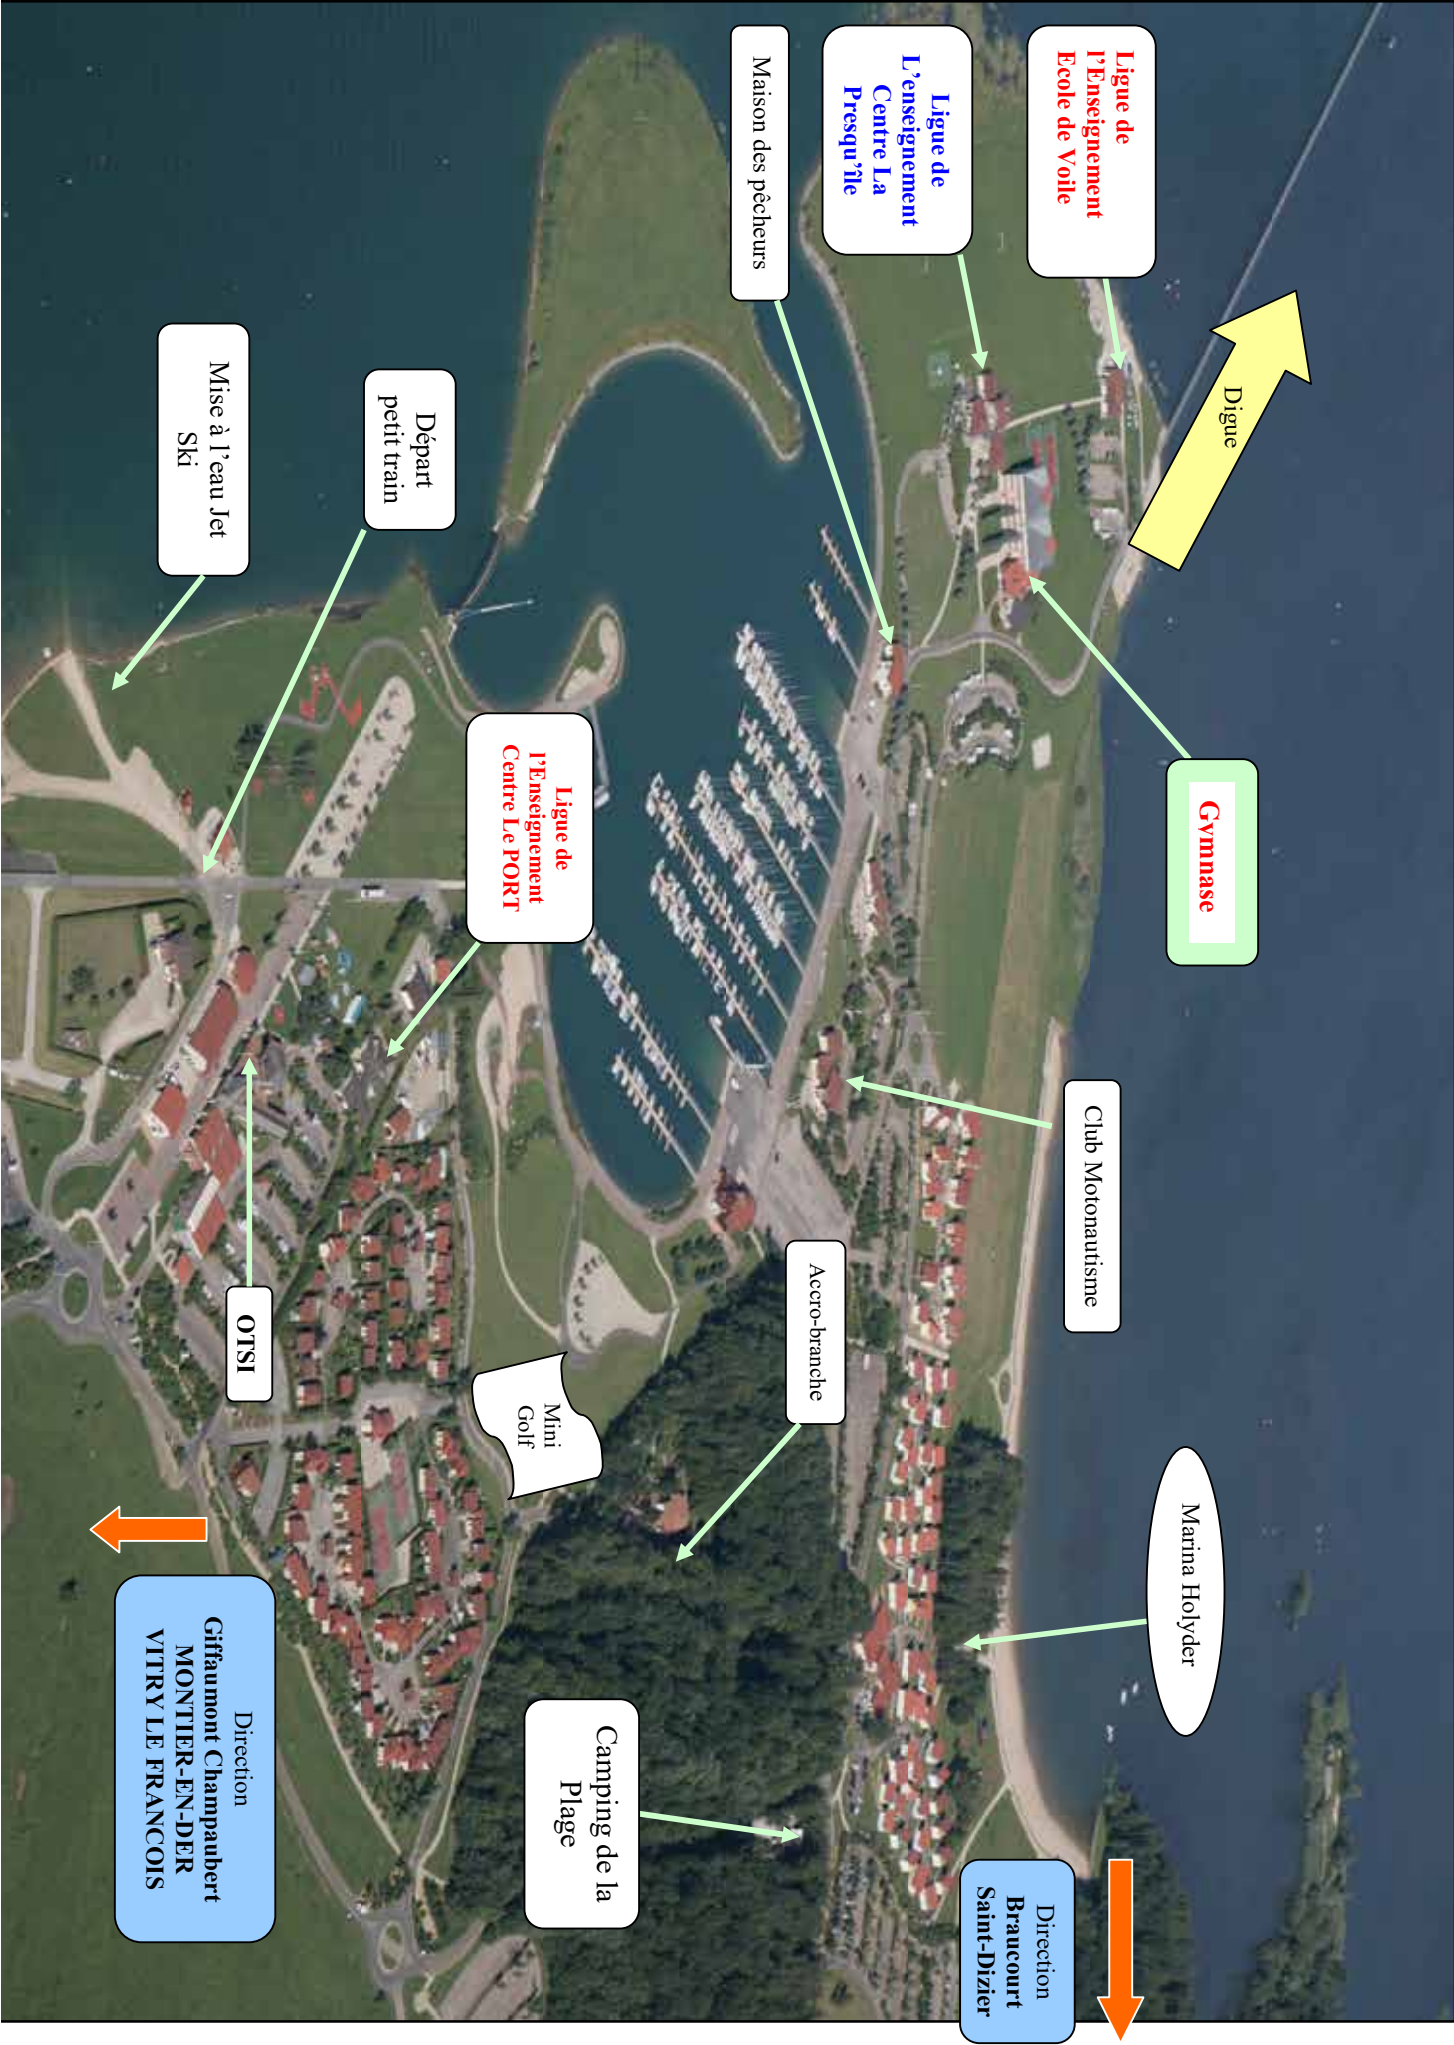 Ligue de
l'Enseignement
Ecole de Voile
Ligue de
L'enseignement
Centre La
Presqu'île
Maison des pêcheurs
Digue
Mise à l'eau Jet
Ski
Départ
petit train
Ligue de
l'Enseignement
Centre Le PORT
Gymnase
Club Motonautisme
Accro-branche
OTSI
Mini
Golf
Marina Holyder
Camping de la
Plage
Direction
Giffaumont Champaubert
MONTIER-EN-DER
VITRY LE FRANCOIS
Direction
Braucourt
Saint-Dizier